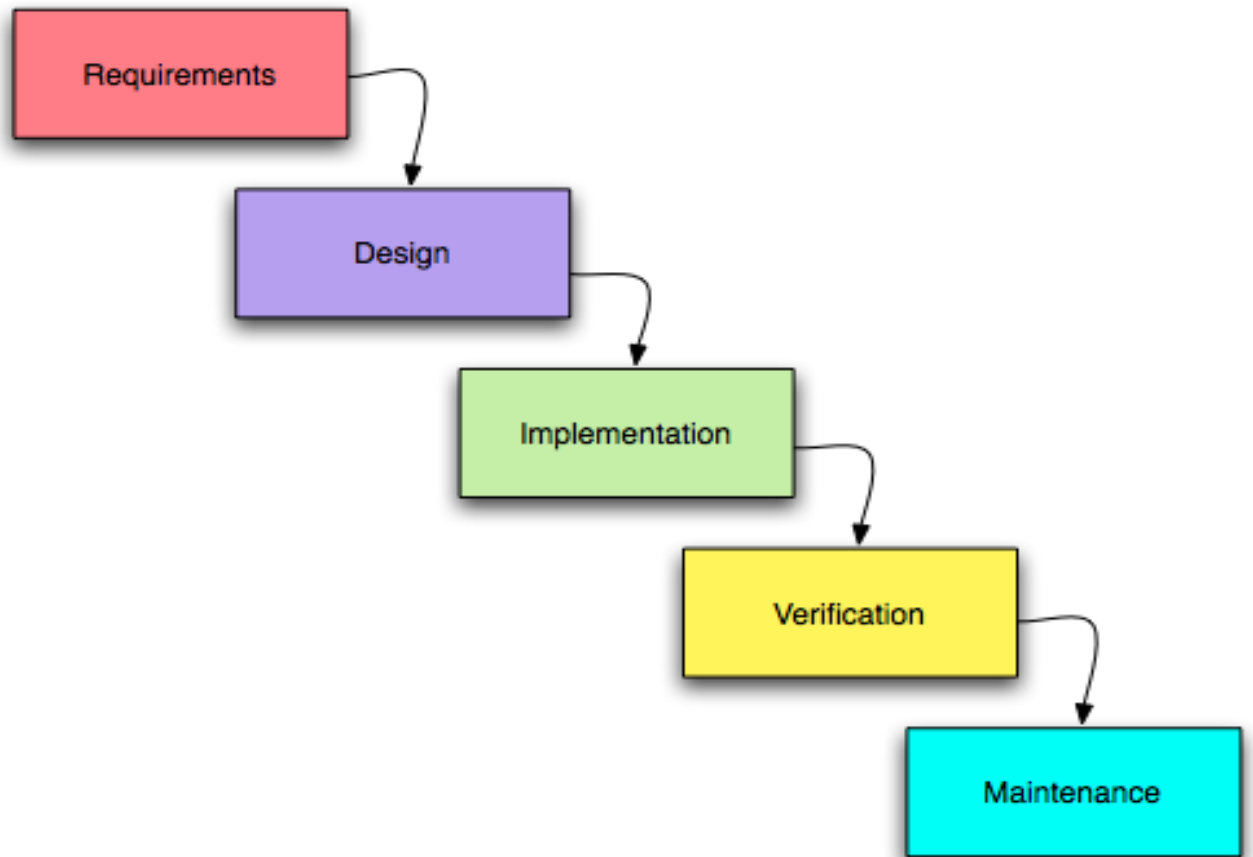 Requirements
Design
Implementation
Verification
Maintenance